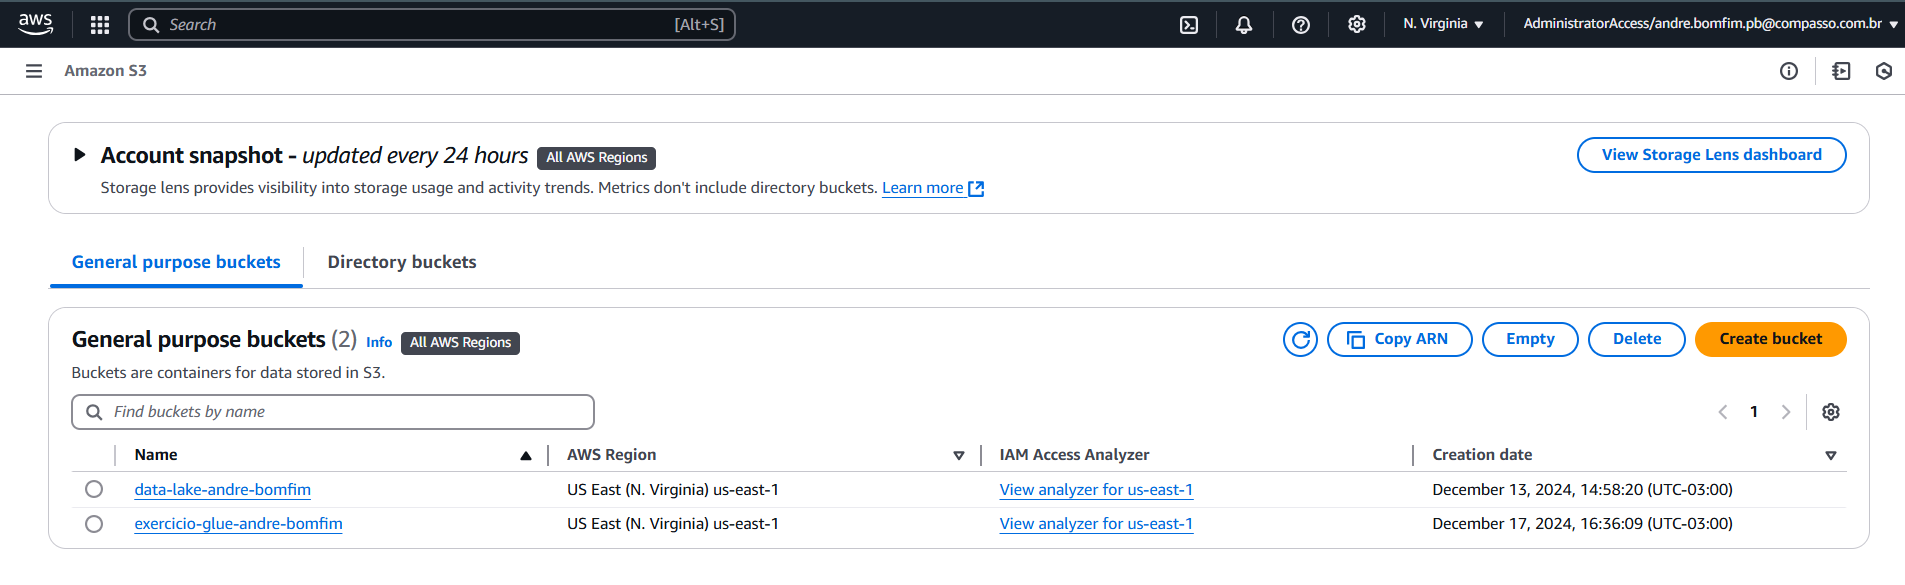 aws Search [Alt+S] N. Virginia AdministratorAccess/andre.bomfim.pb@compasso.com.br
Amazon S3
Account snapshot - updated every 24 hours All AWS Regions View Storage Lens dashboard
Storage lens provides visibility into storage usage and activity trends. Metrics don't include directory buckets. Learn more
General purpose buckets Directory buckets
General purpose buckets (2) Info All AWS Regions Copy ARN Empty Delete Create bucket
Buckets are containers for data stored in S3.
Find buckets by name 1
Name AWS Region IAM Access Analyzer Creation date
data-lake-andre-bomfim US East (N. Virginia) us-east-1 View analyzer for us-east-1 December 13, 2024, 14:58:20 (UTC-03:00)
exercicio-glue-andre-bomfim US East (N. Virginia) us-east-1 View analyzer for us-east-1 December 17, 2024, 16:36:09 (UTC-03:00)